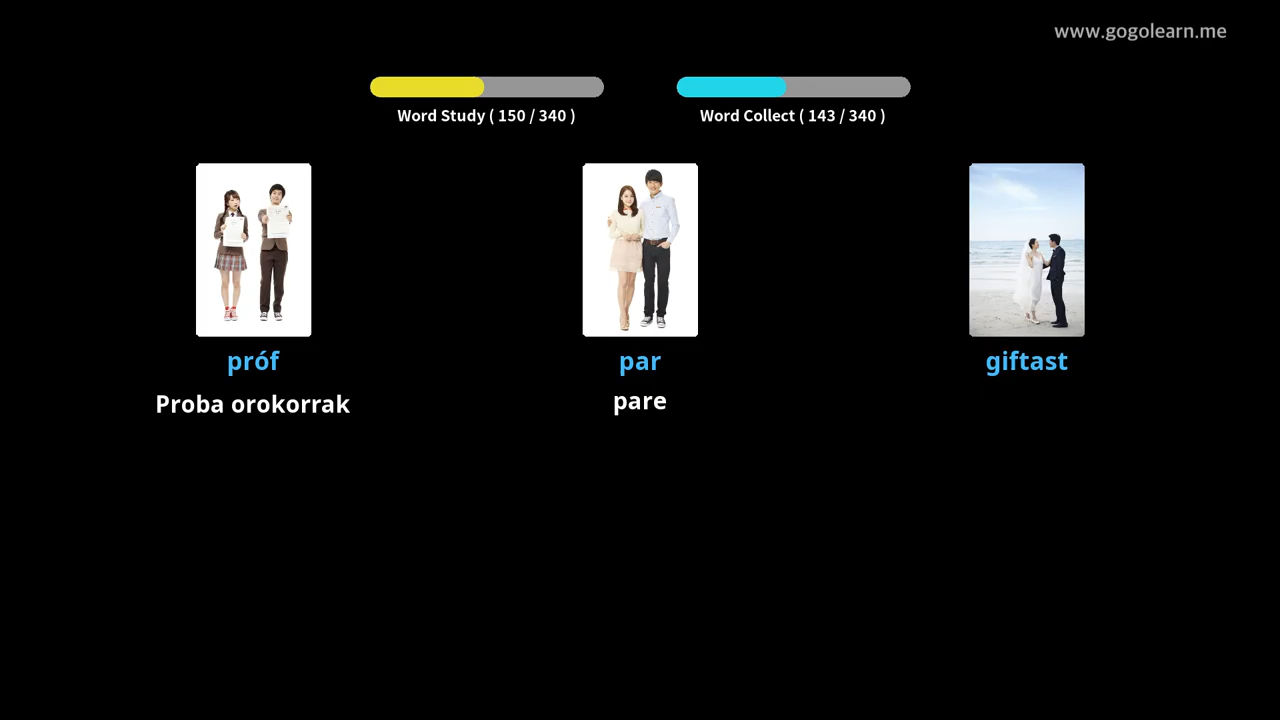 www.gogolearn.me
Word Study ( 150 / 340 )
Word Collect ( 143 / 340 )
próf
par
giftast
Proba orokorrak
pare